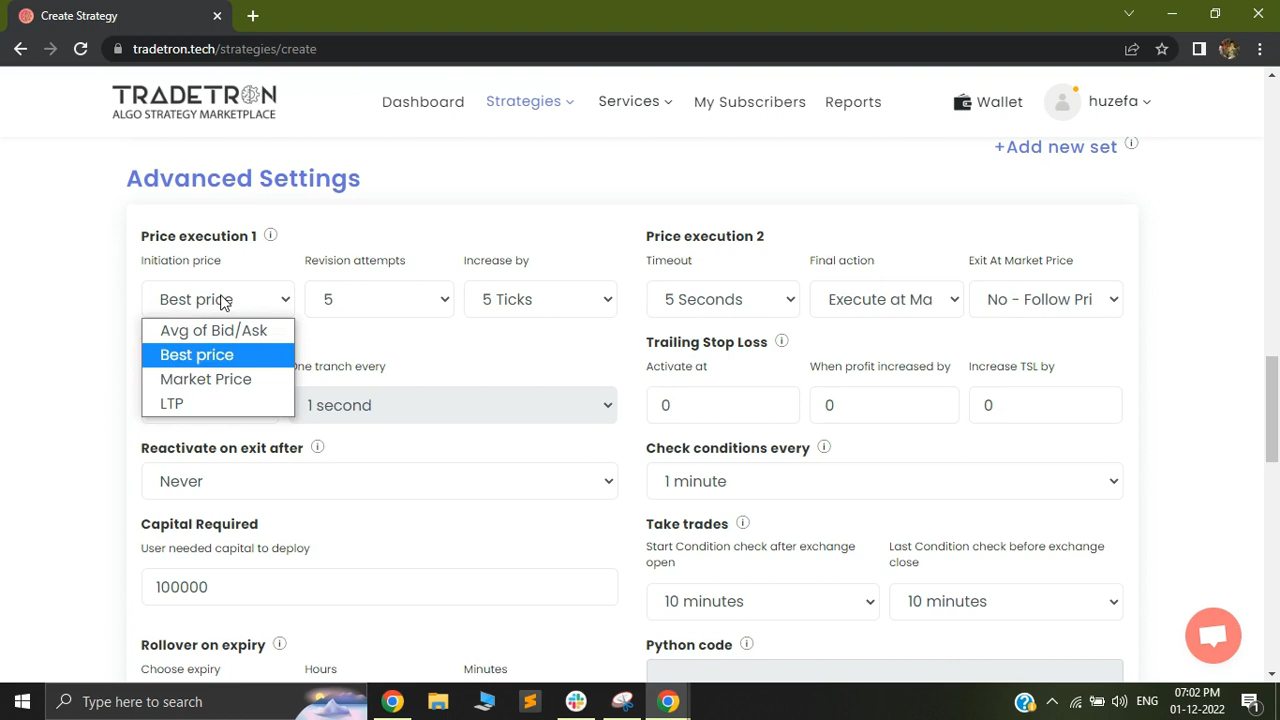 Create Strategy
tradetron.tech/strategies/create
TRADETRON
ALGO STRATEGY MARKETPLACE
Dashboard
Strategies
Services
My Subscribers
Reports
Wallet
huzefa
+Add new set
Advanced Settings
Price execution 1
Initiation price
Revision attempts
Increase by
Best price
5
5 Ticks
Avg of Bid/Ask
Best price
Market Price
LTP
One tranch every
1 second
Price execution 2
Timeout
Final action
Exit At Market Price
5 Seconds
Execute at Ma
No - Follow Pri
Trailing Stop Loss
Activate at
When profit increased by
Increase TSL by
0
0
0
Reactivate on exit after
Never
Check conditions every
1 minute
Capital Required
User needed capital to deploy
100000
Take trades
Start Condition check after exchange
open
Last Condition check before exchange
close
10 minutes
10 minutes
Rollover on expiry
Choose expiry
Hours
Minutes
Python code
Type here to search
ENG
07:02 PM
01-12-2022
1